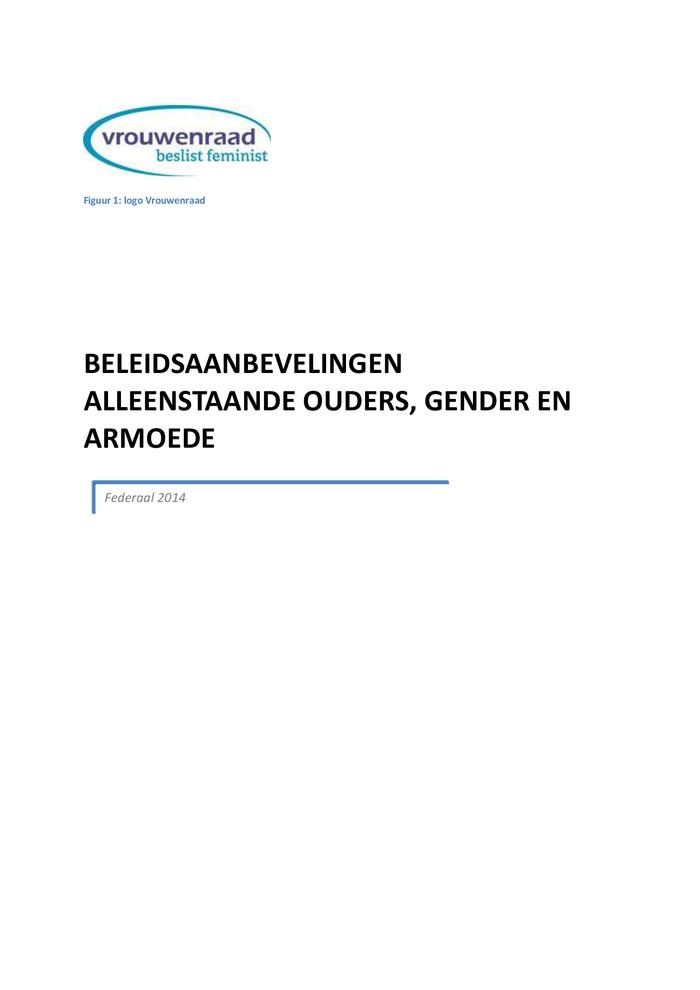 vrouwenraad
beslist feminist
Figuur 1: logo Vrouwenraad
BELEIDSAANBEVELINGEN
ALLEENSTAANDE OUDERS, GENDER EN
ARMOEDE
Federaal 2014